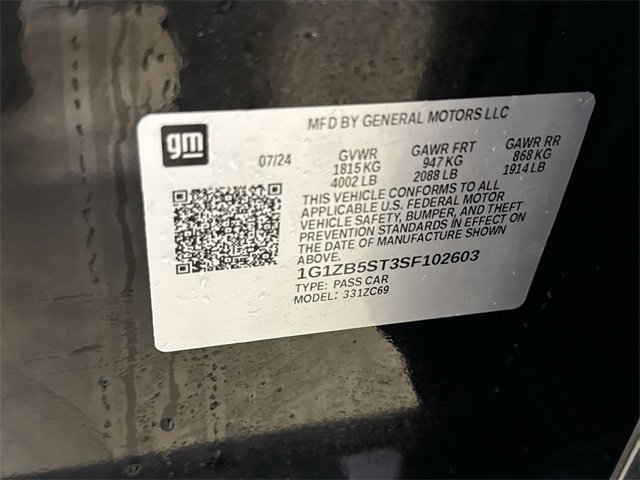 MFD BY GENERAL MOTORS LLC
gm
07/24 GVWR GAWR FRT GAWR RR
1815 KG 947 KG 868 KG
4002 LB 2088 LB 1914 LB
THIS VEHICLE CONFORMS TO ALL
APPLICABLE U.S. FEDERAL MOTOR
VEHICLE SAFETY, BUMPER, AND THEFT
PREVENTION STANDARDS IN EFFECT ON
THE DATE OF MANUFACTURE SHOWN
ABOVE.
1G1ZB5ST3SF102603
TYPE: PASS CAR
MODEL: 331ZC69